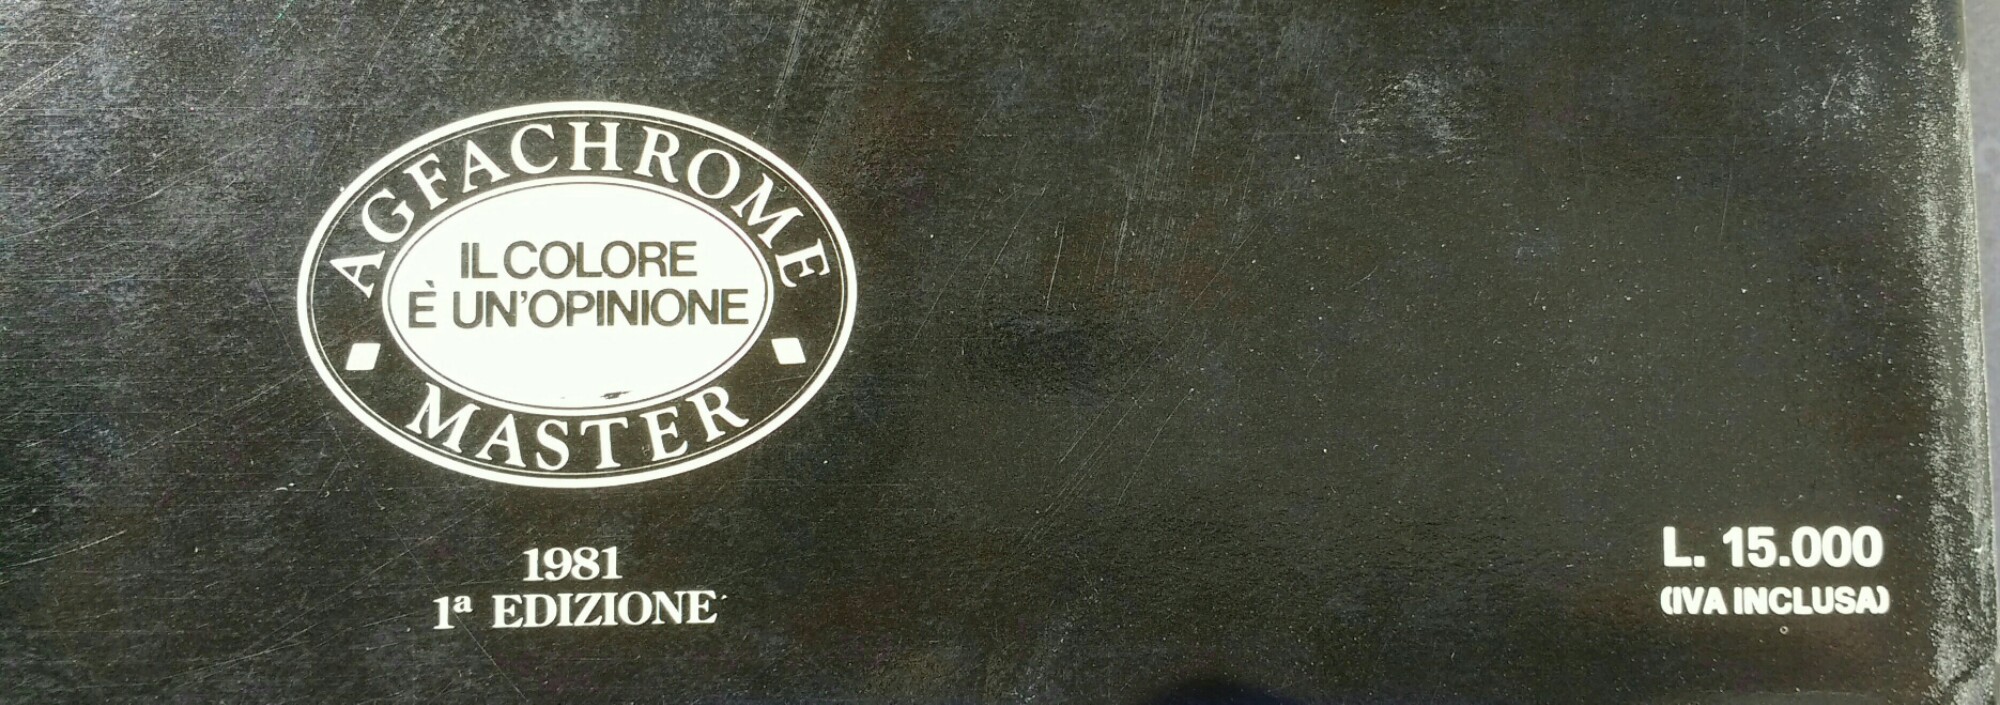 AGFACHROME
IL COLORE
È UN'OPINIONE
MASTER
1981
1ª EDIZIONE
L. 15.000
(IVA INCLUSA)